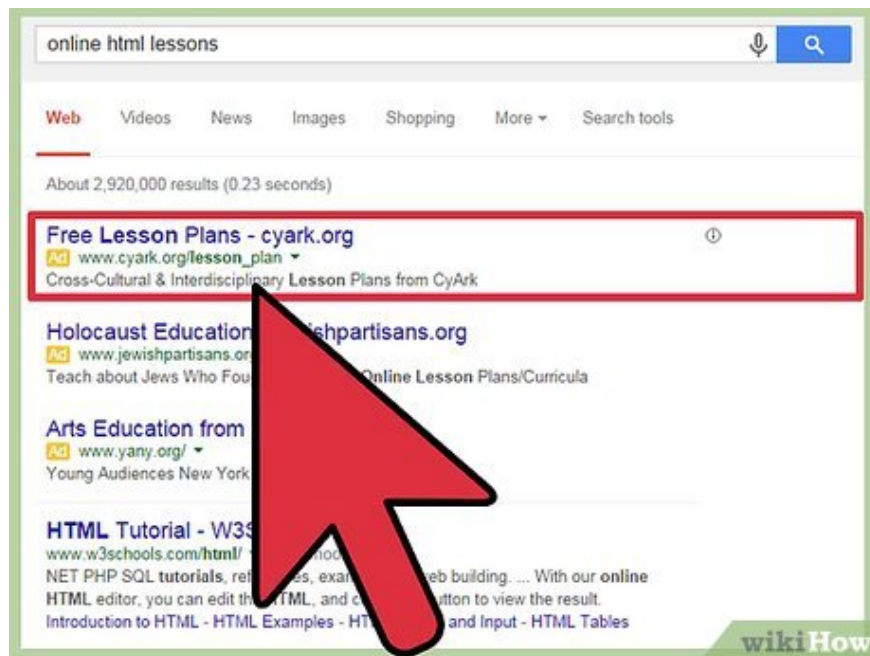 online html lessons
Web Videos News Images Shopping More Search tools
About 2,920,000 results (0.23 seconds)
Free Lesson Plans - cyark.org
Ad www.cyark.org/lesson_plan
Cross-Cultural & Interdisciplinary Lesson Plans from CyArk
Holocaust Education ishpartisans.org
Ad www.jewishpartisans.or
Teach about Jews Who Fou Online Lesson Plans/Curricula
Arts Education from
Ad www.yany.org/
Young Audiences New York
HTML Tutorial - W3S
www.w3schools.com/html/
NET PHP SQL tutorials, ref es, exam eb building. ... With our online
HTML editor, you can edit th TML, and c utton to view the result.
Introduction to HTML - HTML Examples - HT and Input - HTML Tables
wikiHow